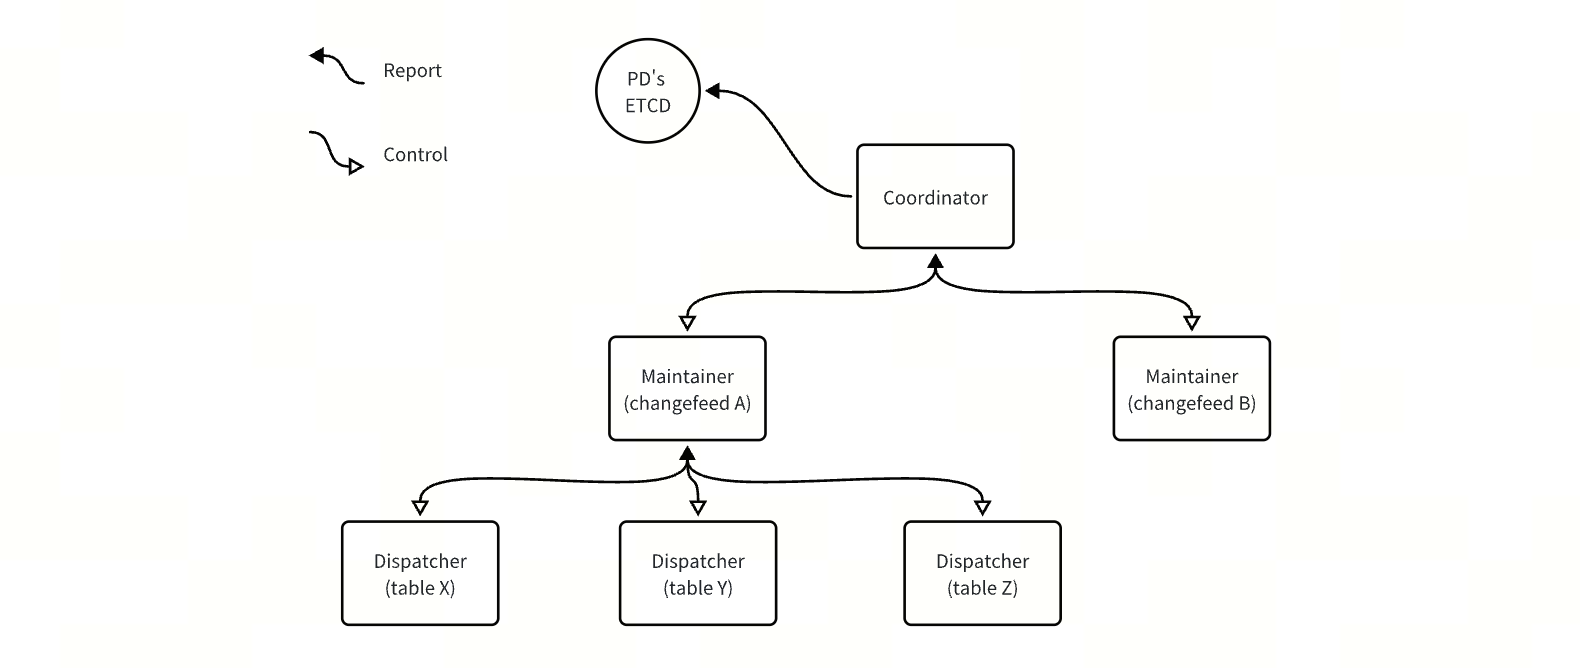 Report
Control
PD's
ETCD
Coordinator
Maintainer
(changefeed A)
Maintainer
(changefeed B)
Dispatcher
(table X)
Dispatcher
(table Y)
Dispatcher
(table Z)